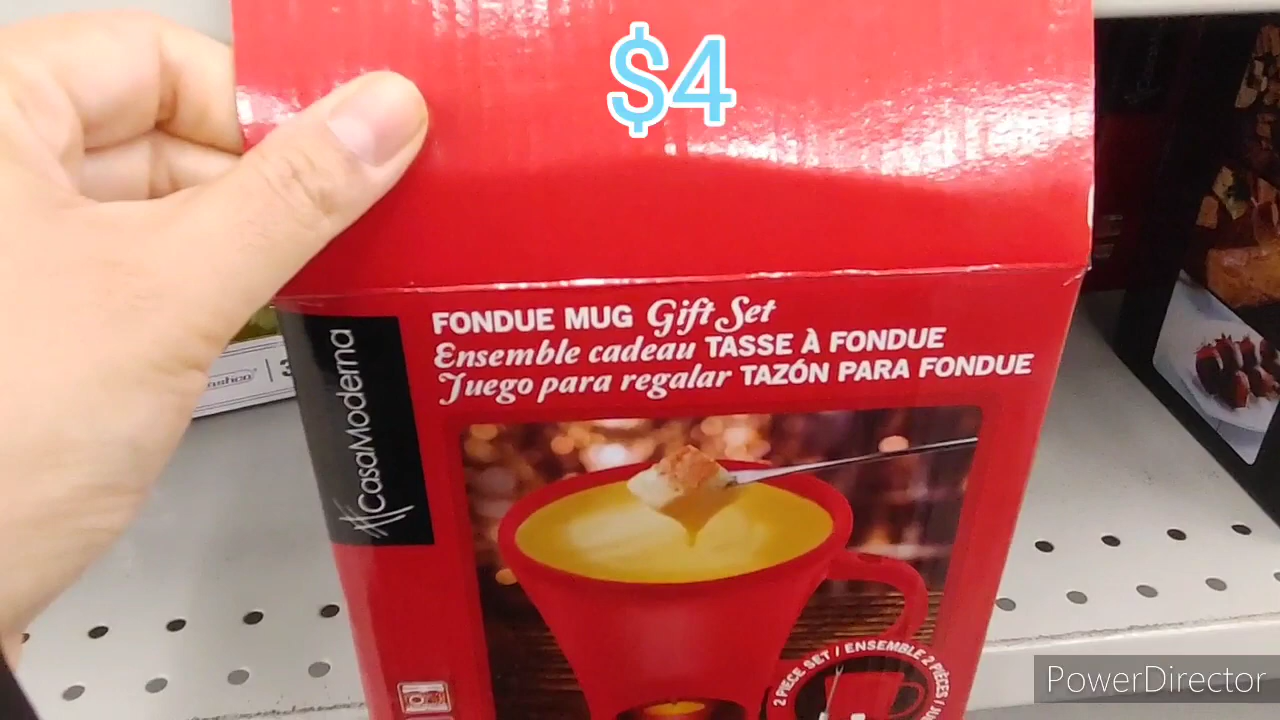 $4
FONDUE MUG Gift Set
Ensemble cadeau TASSE À FONDUE
Juego para regalar TAZÓN PARA FONDUE
CasaModerna
2 PIECE SET / ENSEMBLE 2 PIÈCES /
PowerDirector